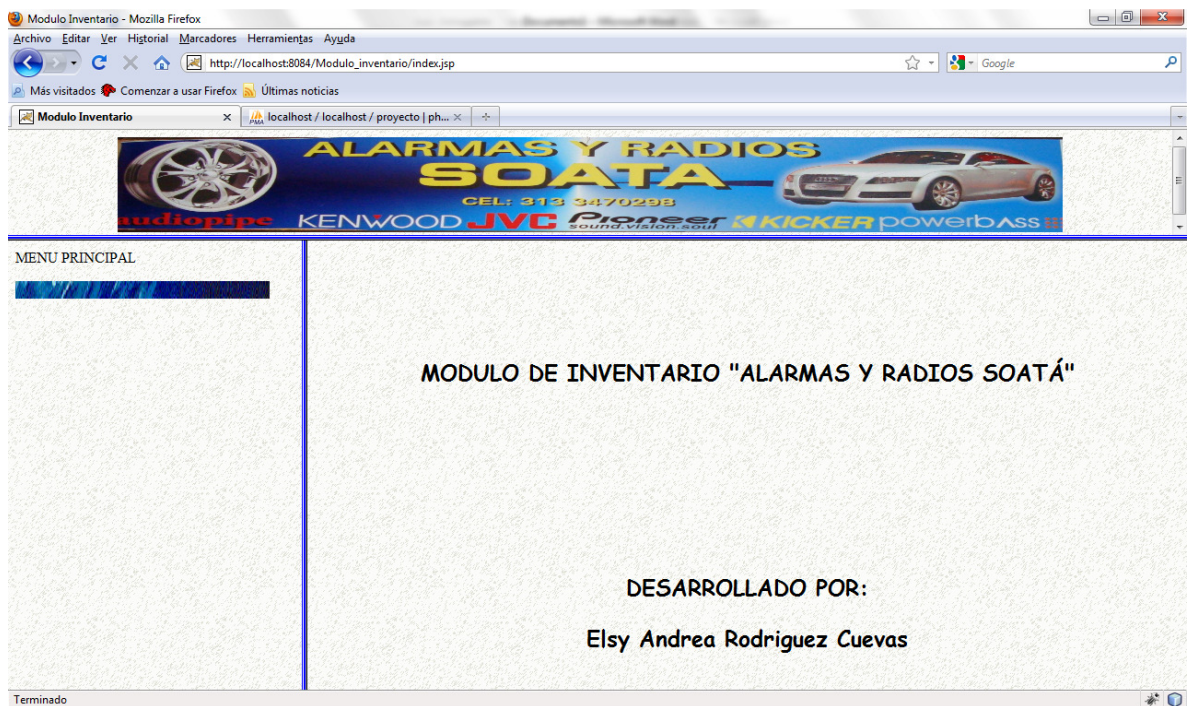 Modulo Inventario - Mozilla Firefox
Archivo Editar Ver Historial Marcadores Herramientas Ayuda
http://localhost:8084/Modulo_inventario/index.jsp
Google
Más visitados Comenzar a usar Firefox Últimas noticias
Modulo Inventario
PMA localhost / localhost / proyecto | ph...
ALARMAS Y RADIOS
SOATA
CEL: 313 3470298
audiopipe KENWOOD JVC Pioneer KICKER powerbass
sound.vision.soul
MENU PRINCIPAL
MODULO DE INVENTARIO "ALARMAS Y RADIOS SOATÁ"
DESARROLLADO POR:
Elsy Andrea Rodriguez Cuevas
Terminado